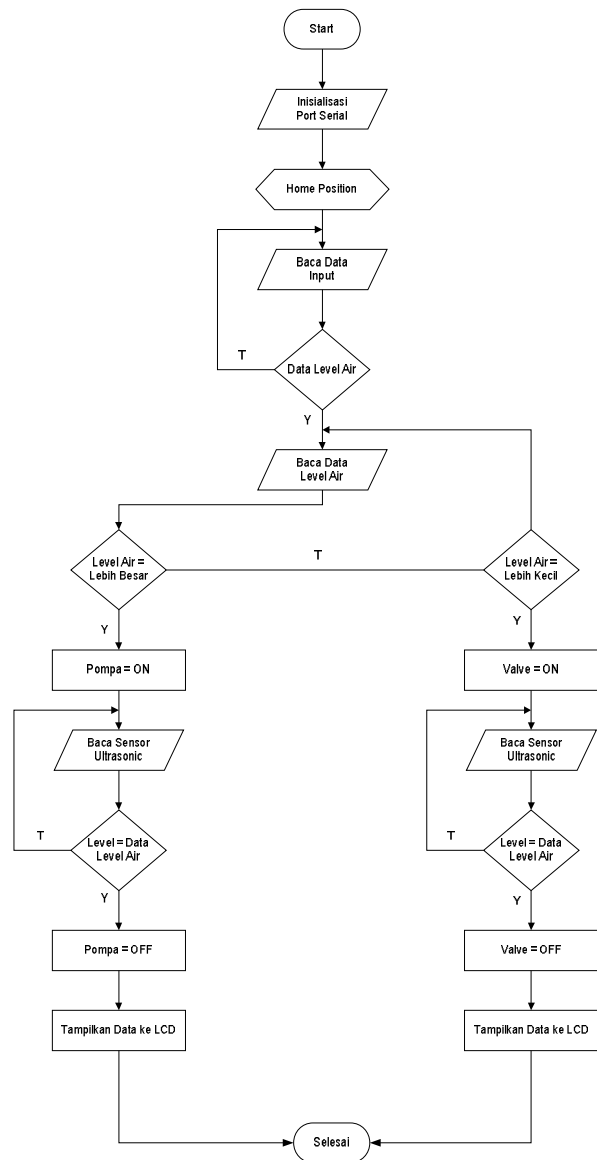 Start
Inisialisasi
Port Serial
Home Position
Baca Data
Input
T
Data Level Air
Y
Baca Data
Level Air
Level Air =
Lebih Besar
T
Level Air =
Lebih Kecil
Y
Y
Pompa = ON
Valve = ON
Baca Sensor
Ultrasonic
Baca Sensor
Ultrasonic
T
Level = Data
Level Air
T
Level = Data
Level Air
Y
Y
Pompa = OFF
Valve = OFF
Tampilkan Data ke LCD
Tampilkan Data ke LCD
Selesai